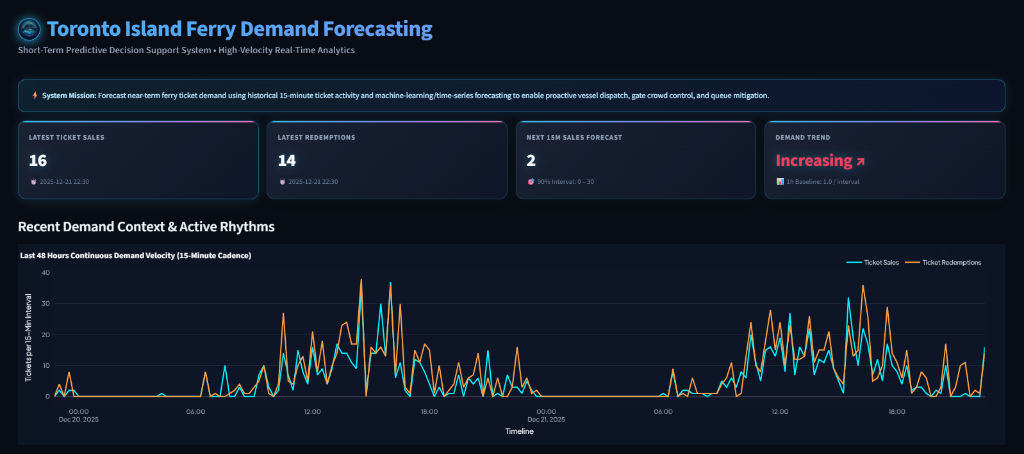 Toronto Island Ferry Demand Forecasting
Short-Term Predictive Decision Support System • High-Velocity Real-Time Analytics
System Mission: Forecast near-term ferry ticket demand using historical 15-minute ticket activity and machine-learning/time-series forecasting to enable proactive vessel dispatch, gate crowd control, and queue mitigation.
LATEST TICKET SALES
16
2025-12-21 22:30
LATEST REDEMPTIONS
14
2025-12-21 22:30
NEXT 15M SALES FORECAST
2
90% Interval: 0 – 30
DEMAND TREND
Increasing ↗
1h Baseline: 1.0 / interval
Recent Demand Context & Active Rhythms
Last 48 Hours Continuous Demand Velocity (15-Minute Cadence)
Ticket Sales
Ticket Redemptions
Tickets per 15-Min Interval
40
30
20
10
0
00:00
Dec 20, 2025
06:00
12:00
18:00
00:00
Dec 21, 2025
06:00
12:00
18:00
Timeline